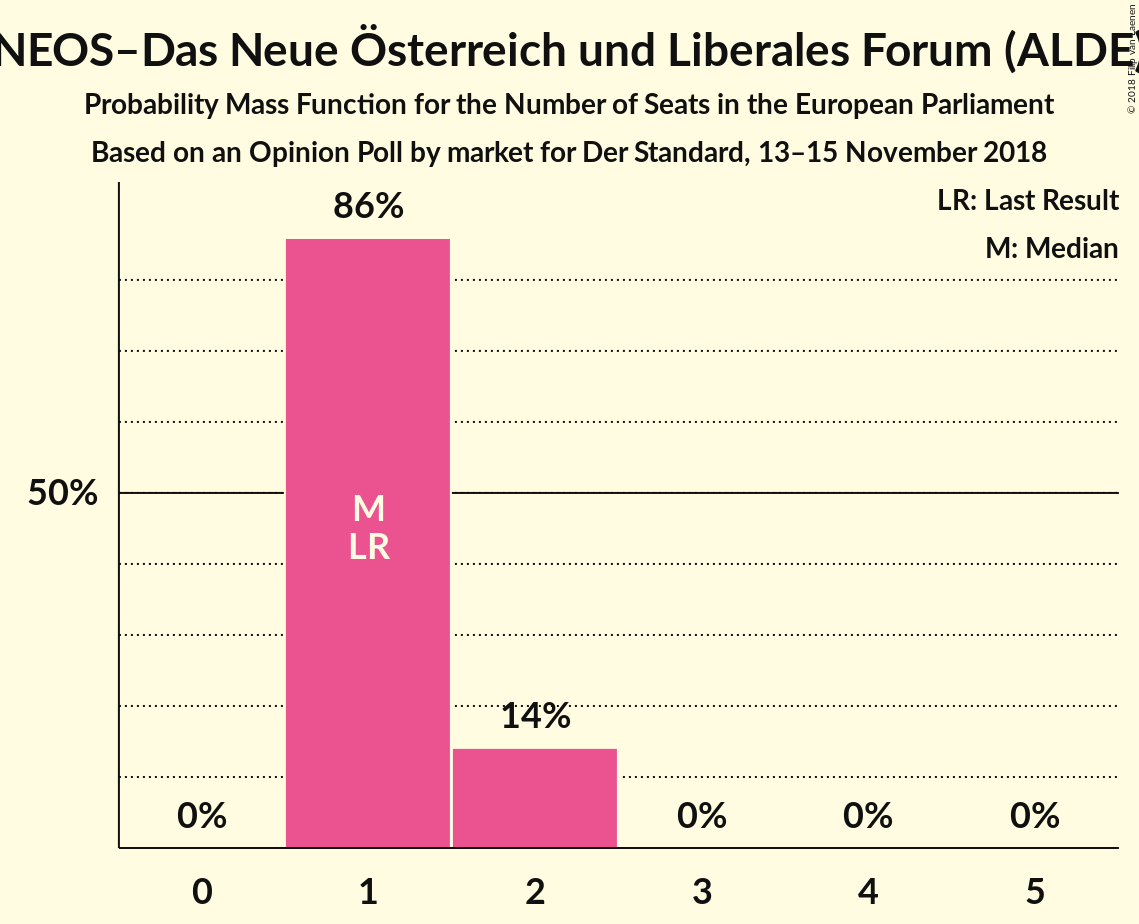 NEOS–Das Neue Österreich und Liberales Forum (ALDE)
Probability Mass Function for the Number of Seats in the European Parliament
Based on an Opinion Poll by market for Der Standard, 13–15 November 2018
© 2018 Filip van Laenen
LR: Last Result
M: Median
86%
50%
M
LR
14%
0%
0%
0%
0%
0
1
2
3
4
5